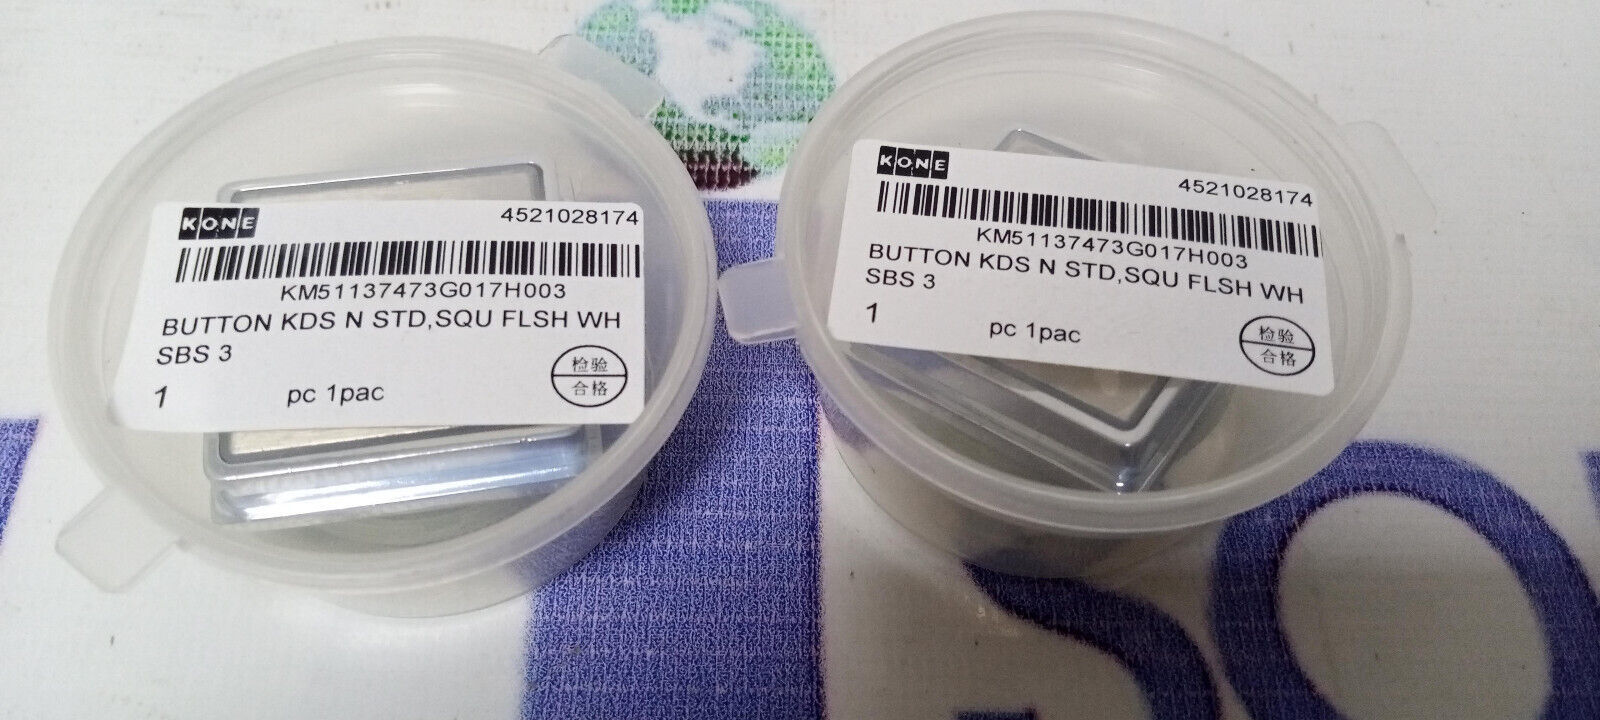 KONE
4521028174
KM51137473G017H003
BUTTON KDS N STD,SQU FLSH WH
SBS 3
1 pc 1pac
检验
合格
KONE
4521028174
KM51137473G017H003
BUTTON KDS N STD,SQU FLSH WH
SBS 3
1 pc 1pac
检验
合格